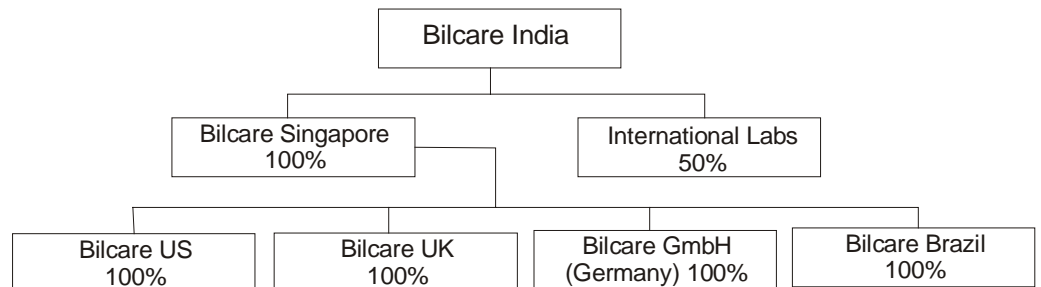 Bilcare India
Bilcare Singapore
100%
International Labs
50%
Bilcare US
100%
Bilcare UK
100%
Bilcare GmbH
(Germany) 100%
Bilcare Brazil
100%